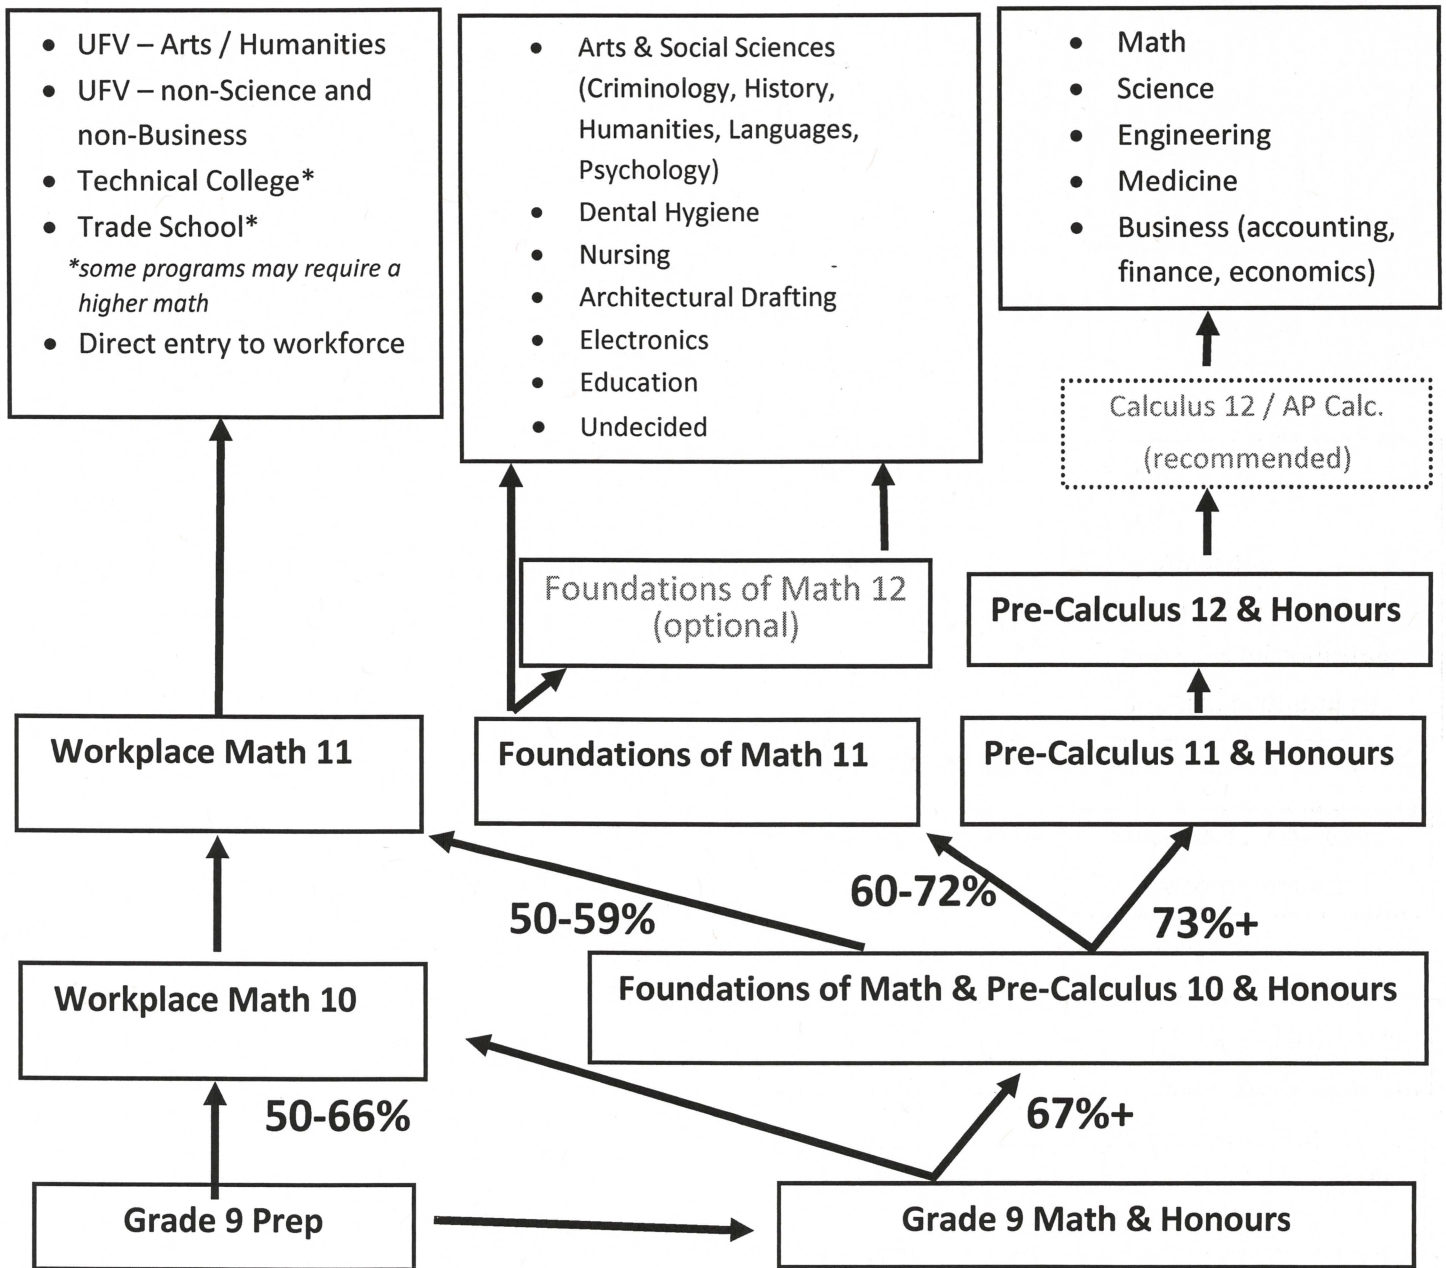 • UFV – Arts / Humanities
• UFV – non-Science and
non-Business
• Technical College*
• Trade School*
*some programs may require a
higher math
• Direct entry to workforce
• Arts & Social Sciences
(Criminology, History,
Humanities, Languages,
Psychology)
• Dental Hygiene
• Nursing
• Architectural Drafting
• Electronics
• Education
• Undecided
• Math
• Science
• Engineering
• Medicine
• Business (accounting,
finance, economics)
Calculus 12 / AP Calc.
(recommended)
Foundations of Math 12
(optional)
Pre-Calculus 12 & Honours
Workplace Math 11
Foundations of Math 11
Pre-Calculus 11 & Honours
50-59%
60-72%
73%+
Workplace Math 10
Foundations of Math & Pre-Calculus 10 & Honours
50-66%
67%+
Grade 9 Prep
Grade 9 Math & Honours